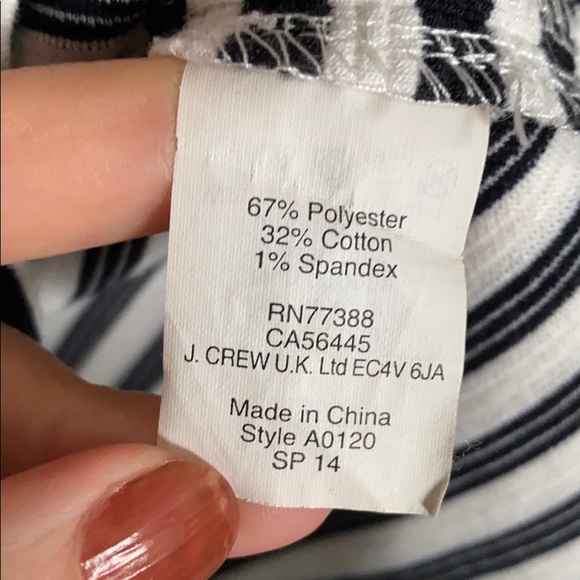 67% Polyester
32% Cotton
1% Spandex
RN77388
CA56445
J. CREW U.K. Ltd EC4V 6JA
Made in China
Style A0120
SP 14